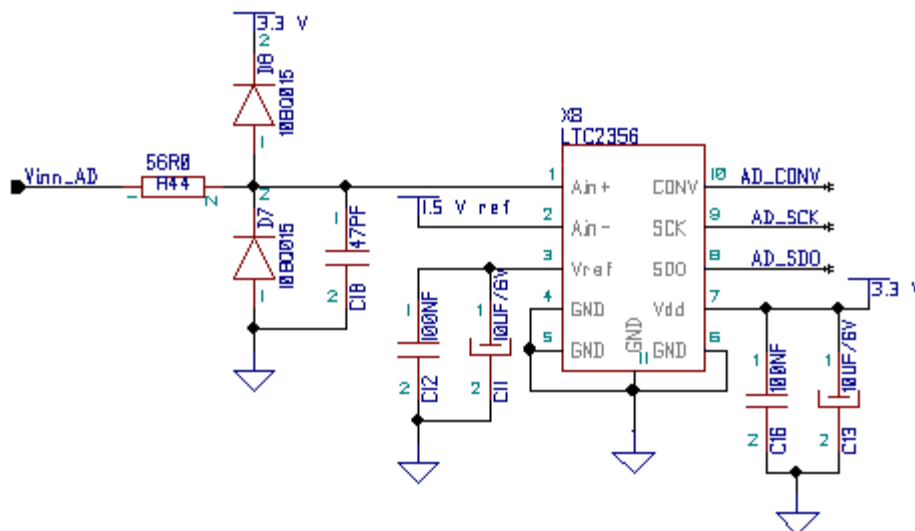 3.3 V
2
D8
10BQ015
1
X8
LTC2356
56R0
Vinn_AD
R44
1
2
2
D7
10BQ015
1
1
47PF
2
C18
1.5 V ref
1
Ain+
CONV
10
AD_CONV
2
Ain-
SCK
9
AD_SCK
3
Vref
SDO
8
AD_SDO
4
GND
Vdd
7
3.3 V
5
GND
GND
11
GND
6
1
100NF
2
C12
1
10UF/6V
2
C11
1
100NF
2
C16
1
10UF/6V
2
C13